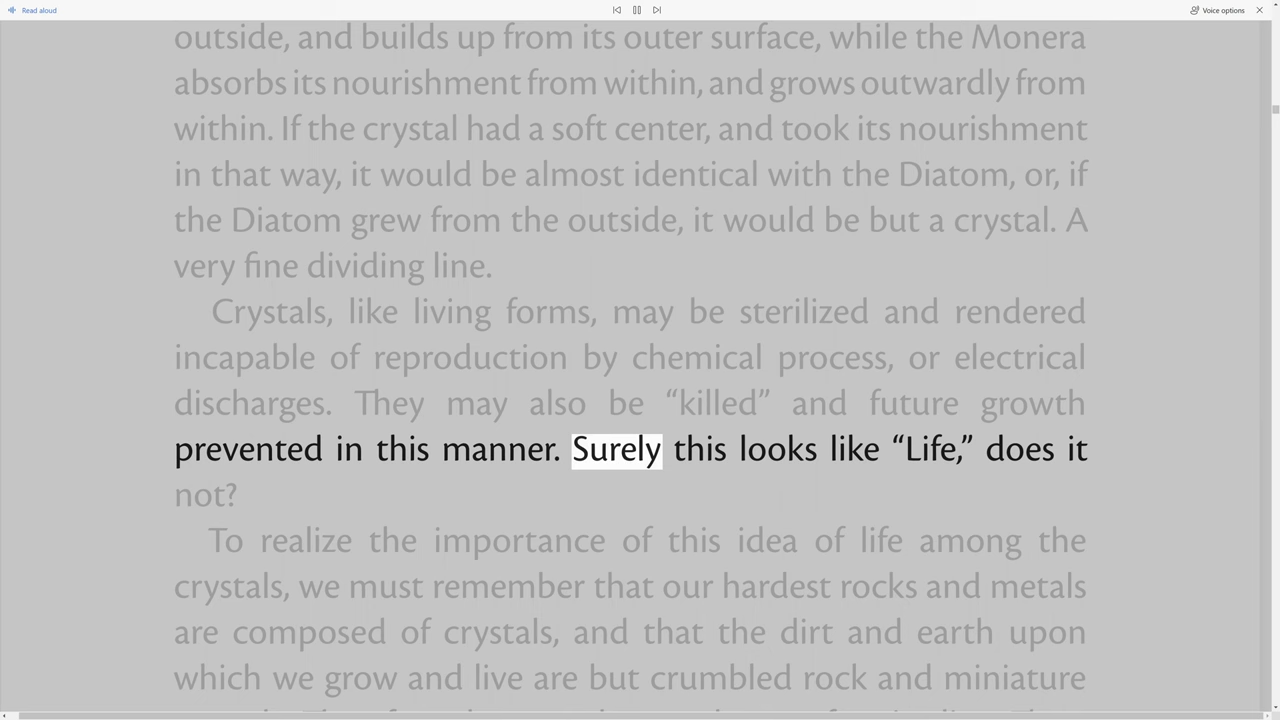 Read aloud
Voice options
outside, and builds up from its outer surface, while the Monera
absorbs its nourishment from within, and grows outwardly from
within. If the crystal had a soft center, and took its nourishment
in that way, it would be almost identical with the Diatom, or, if
the Diatom grew from the outside, it would be but a crystal. A
very fine dividing line.
Crystals, like living forms, may be sterilized and rendered
incapable of reproduction by chemical process, or electrical
discharges. They may also be “killed” and future growth
prevented in this manner. Surely this looks like “Life,” does it
not?
To realize the importance of this idea of life among the
crystals, we must remember that our hardest rocks and metals
are composed of crystals, and that the dirt and earth upon
which we grow and live are but crumbled rock and miniature